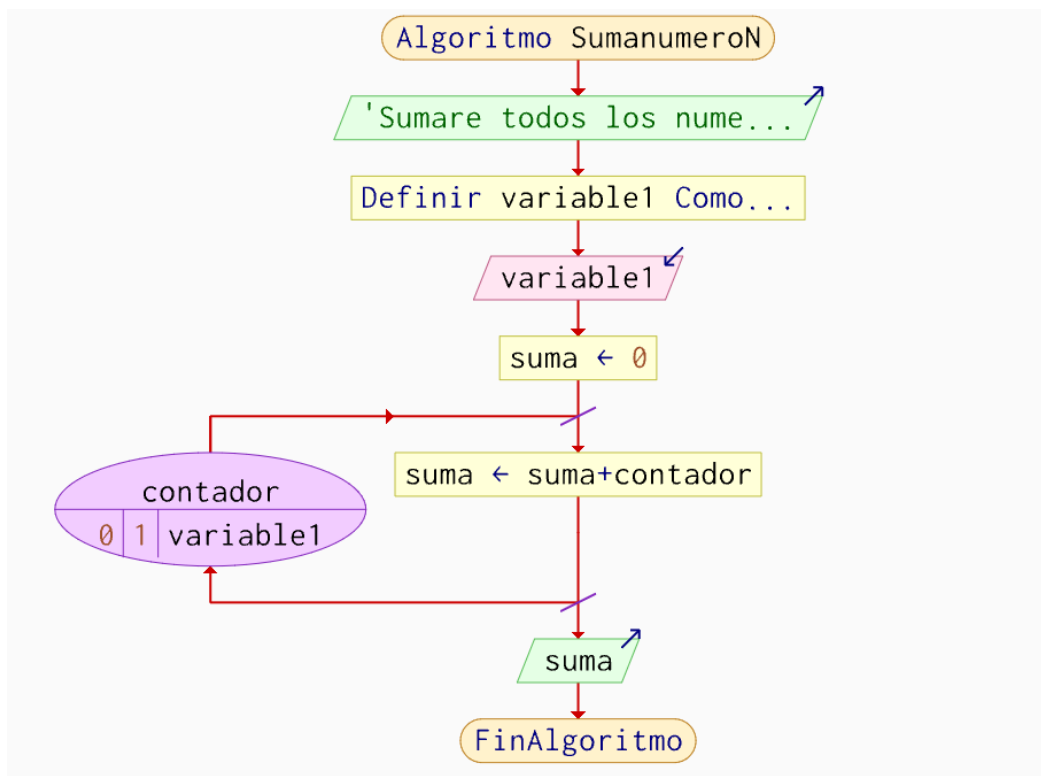 Algoritmo SumanumeroN
'Sumare todos los nume...
Definir variable1 Como...
variable1
suma ← 0
suma ← suma+contador
contador
0 1 variable1
suma
FinAlgoritmo